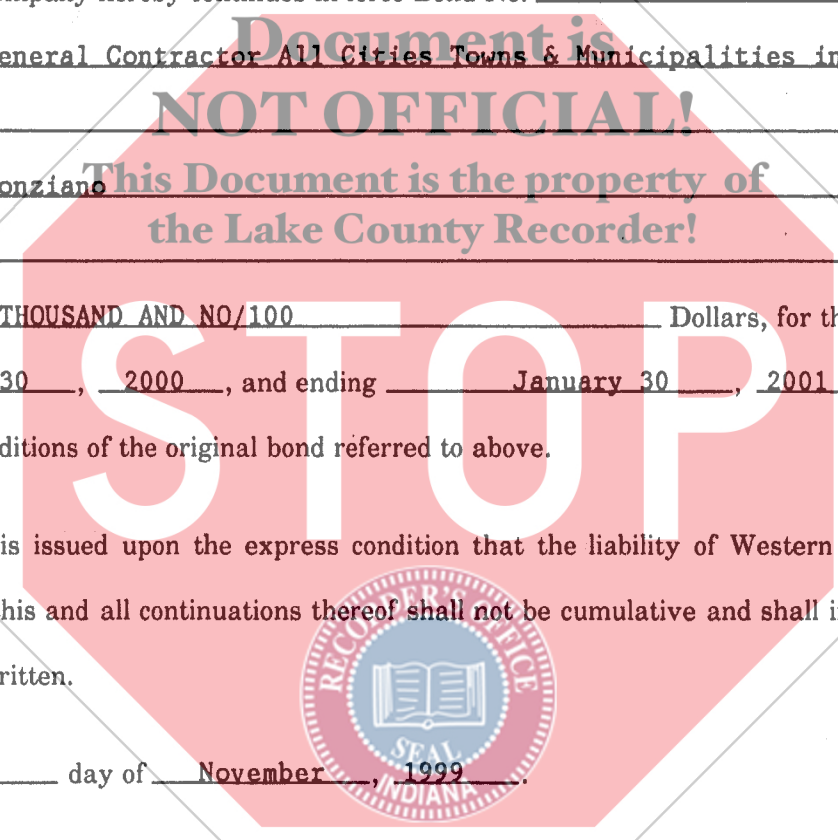 Document is
eneral Contractor All Cities Towns & Municipalities in
NOT OFFICIAL!
onziano
This Document is the property of
the Lake County Recorder!
THOUSAND AND NO/100 Dollars, for th
30, 2000, and ending January 30, 2001
STOP
ditions of the original bond referred to above.
is issued upon the express condition that the liability of Western
this and all continuations thereof shall not be cumulative and shall i
ritten.
RECORDER'S OFFICE
SEAL
INDIANA
day of November, 1999.